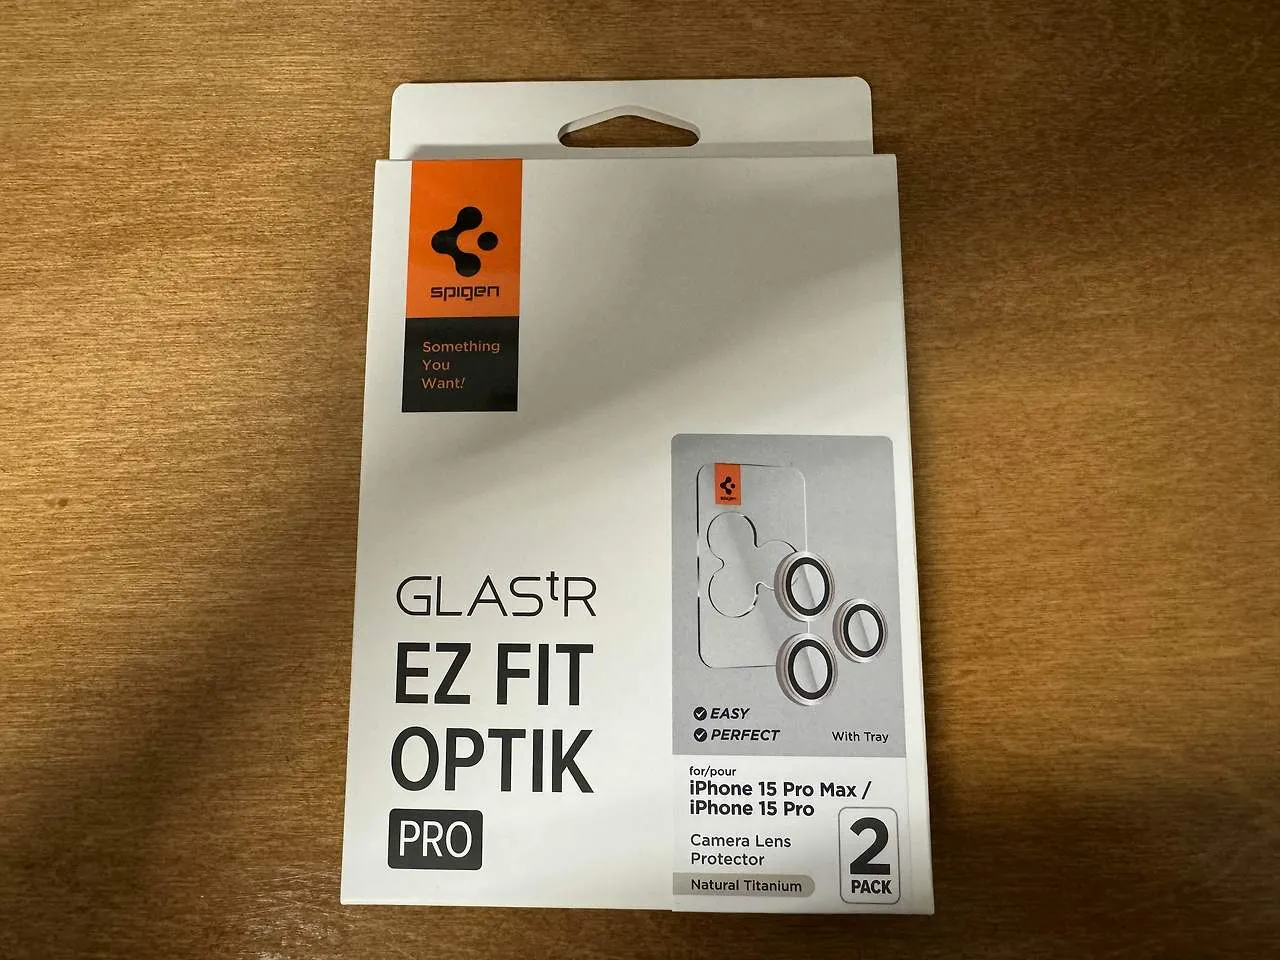 spigen
Something
You
Want!
GLAStR
EZ FIT
OPTIK
PRO
EASY
PERFECT
With Tray
for/pour
iPhone 15 Pro Max /
iPhone 15 Pro
Camera Lens
Protector
Natural Titanium
2
PACK